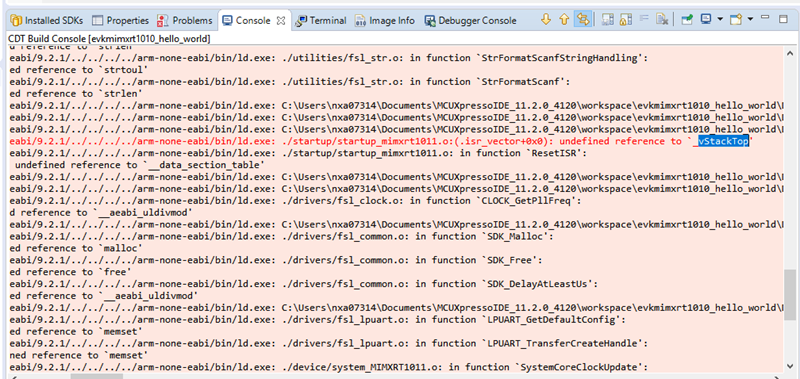 Installed SDKs Properties Problems Console Terminal Image Info Debugger Console
CDT Build Console [evkmimxrt1010_hello_world]
d reference to `strlen'
eabi/9.2.1/../../../../arm-none-eabi/bin/ld.exe: ./utilities/fsl_str.o: in function `StrFormatScanfStringHandling':
ed reference to `strtoul'
eabi/9.2.1/../../../../arm-none-eabi/bin/ld.exe: ./utilities/fsl_str.o: in function `StrFormatScanf':
ed reference to `strlen'
eabi/9.2.1/../../../../arm-none-eabi/bin/ld.exe: C:\Users\nxa07314\Documents\MCUXpressoIDE_11.2.0_4120\workspace\evkmimxrt1010_hello_world\
eabi/9.2.1/../../../../arm-none-eabi/bin/ld.exe: C:\Users\nxa07314\Documents\MCUXpressoIDE_11.2.0_4120\workspace\evkmimxrt1010_hello_world\
eabi/9.2.1/../../../../arm-none-eabi/bin/ld.exe: C:\Users\nxa07314\Documents\MCUXpressoIDE_11.2.0_4120\workspace\evkmimxrt1010_hello_world\
eabi/9.2.1/../../../../arm-none-eabi/bin/ld.exe: ./startup/startup_mimxrt1011.o:(.isr_vector+0x0): undefined reference to `_vStackTop'
eabi/9.2.1/../../../../arm-none-eabi/bin/ld.exe: ./startup/startup_mimxrt1011.o: in function `ResetISR':
undefined reference to `__data_section_table'
eabi/9.2.1/../../../../arm-none-eabi/bin/ld.exe: C:\Users\nxa07314\Documents\MCUXpressoIDE_11.2.0_4120\workspace\evkmimxrt1010_hello_world\
eabi/9.2.1/../../../../arm-none-eabi/bin/ld.exe: ./drivers/fsl_clock.o: in function `CLOCK_GetPllFreq':
d reference to `__aeabi_uldivmod'
eabi/9.2.1/../../../../arm-none-eabi/bin/ld.exe: C:\Users\nxa07314\Documents\MCUXpressoIDE_11.2.0_4120\workspace\evkmimxrt1010_hello_world\
eabi/9.2.1/../../../../arm-none-eabi/bin/ld.exe: ./drivers/fsl_common.o: in function `SDK_Malloc':
ed reference to `malloc'
eabi/9.2.1/../../../../arm-none-eabi/bin/ld.exe: ./drivers/fsl_common.o: in function `SDK_Free':
ed reference to `free'
eabi/9.2.1/../../../../arm-none-eabi/bin/ld.exe: ./drivers/fsl_common.o: in function `SDK_DelayAtLeastUs':
ed reference to `__aeabi_uldivmod'
eabi/9.2.1/../../../../arm-none-eabi/bin/ld.exe: C:\Users\nxa07314\Documents\MCUXpressoIDE_11.2.0_4120\workspace\evkmimxrt1010_hello_world\
eabi/9.2.1/../../../../arm-none-eabi/bin/ld.exe: ./drivers/fsl_lpuart.o: in function `LPUART_GetDefaultConfig':
ed reference to `memset'
eabi/9.2.1/../../../../arm-none-eabi/bin/ld.exe: ./drivers/fsl_lpuart.o: in function `LPUART_TransferCreateHandle':
ned reference to `memset'
eabi/9.2.1/../../../../arm-none-eabi/bin/ld.exe: ./device/system_MIMXRT1011.o: in function `SystemCoreClockUpdate':